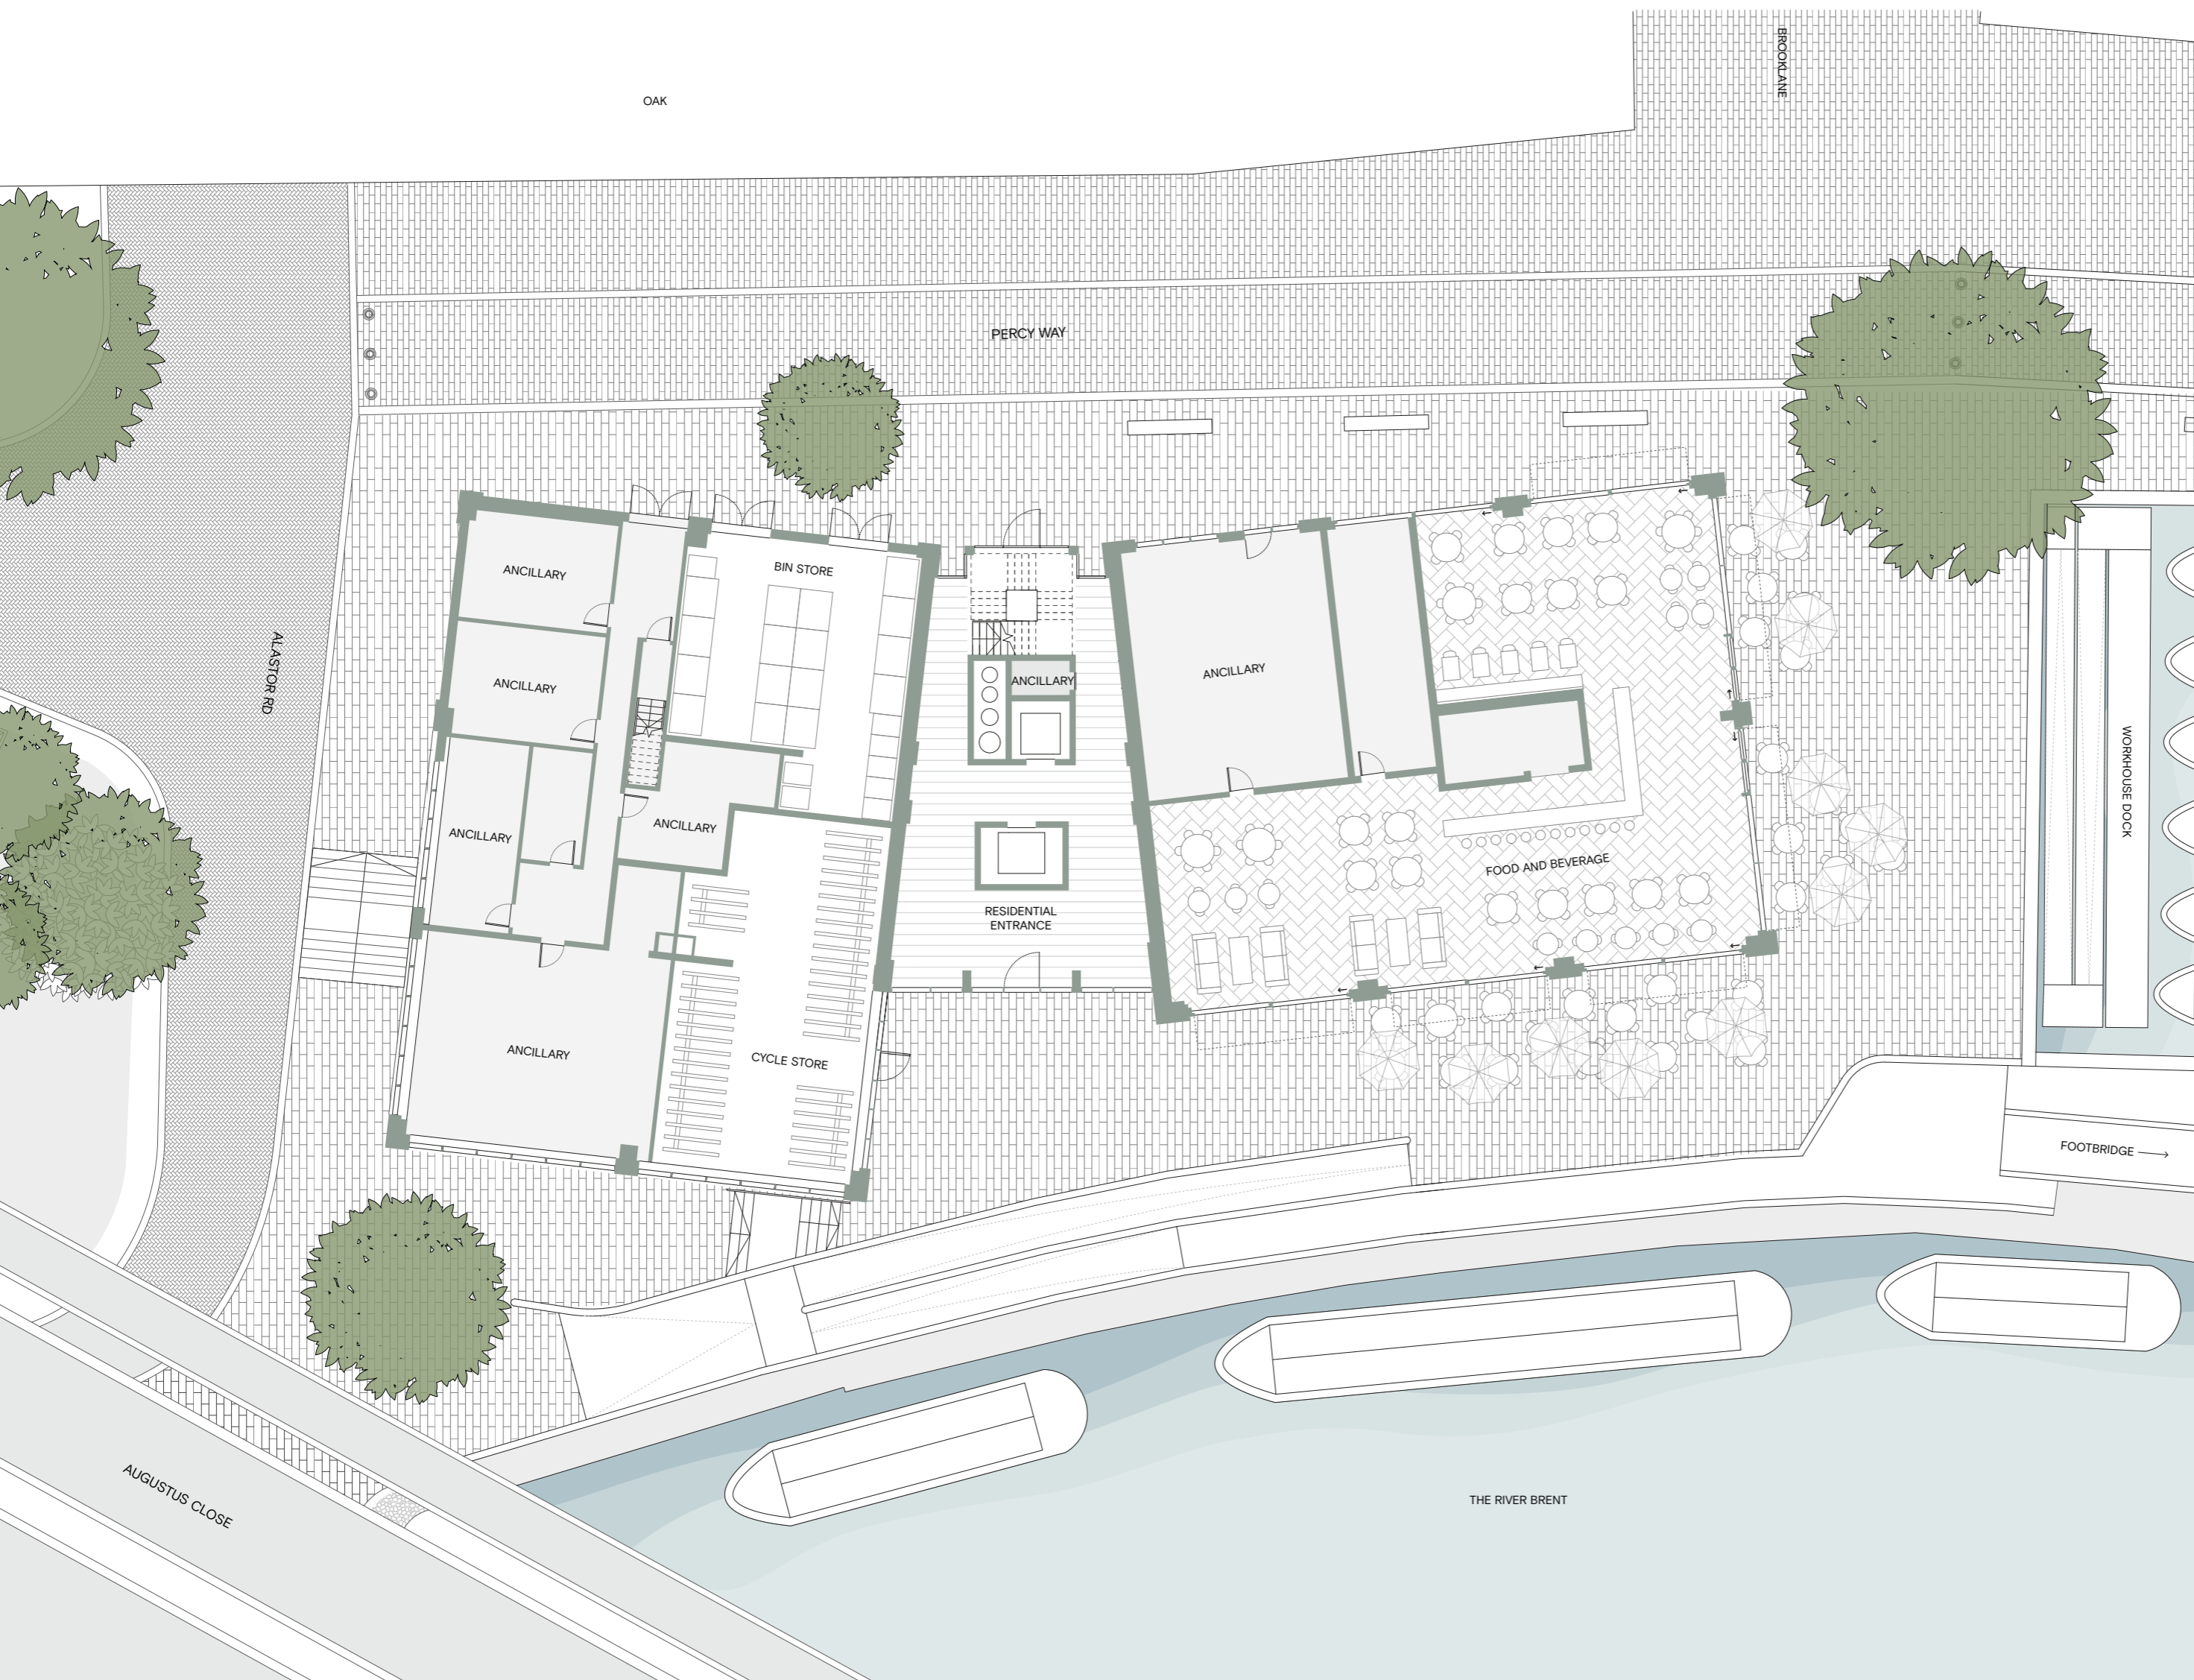 OAK
BROOKLANE
PERCY WAY
ANCILLARY
BIN STORE
ALASTOR RD
ANCILLARY
ANCILLARY
ANCILLARY
ANCILLARY
ANCILLARY
WORKHOUSE DOCK
FOOD AND BEVERAGE
RESIDENTIAL
ENTRANCE
ANCILLARY
CYCLE STORE
FOOTBRIDGE
AUGUSTUS CLOSE
THE RIVER BRENT